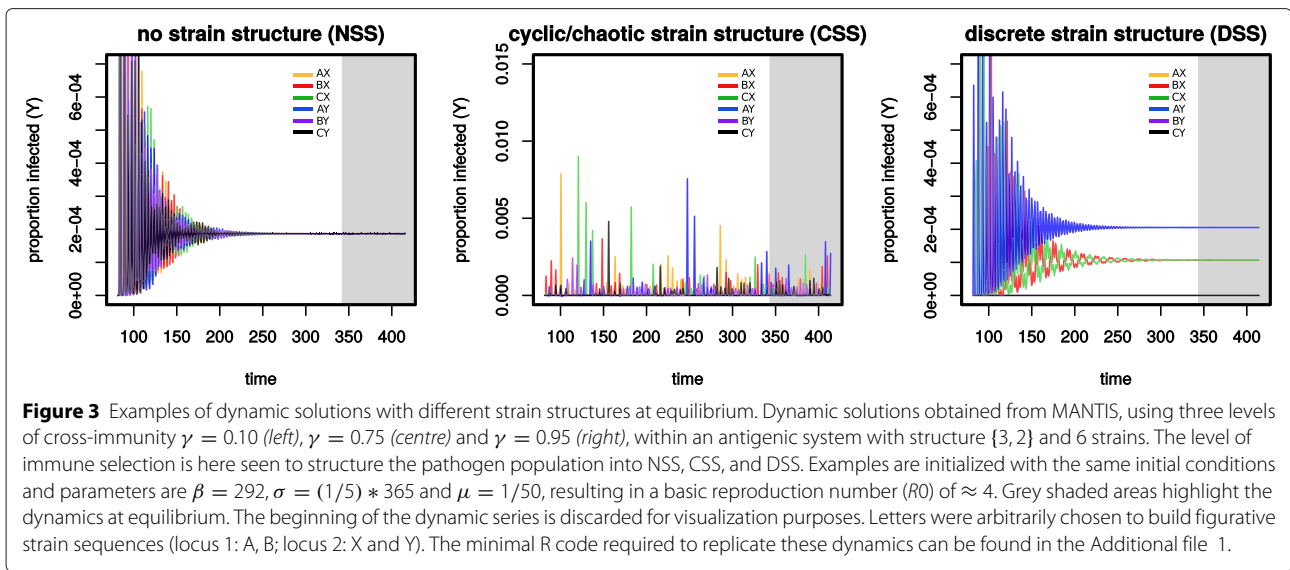 no strain structure (NSS)
proportion infected (Y)
0e+00 2e-04 4e-04 6e-04
AX
BX
CX
AY
BY
CY
100 150 200 250 300 350 400
time
cyclic/chaotic strain structure (CSS)
proportion infected (Y)
0.000 0.005 0.010 0.015
AX
BX
CX
AY
BY
CY
100 150 200 250 300 350 400
time
discrete strain structure (DSS)
proportion infected (Y)
0e+00 2e-04 4e-04 6e-04
AX
BX
CX
AY
BY
CY
100 150 200 250 300 350 400
time
Figure 3 Examples of dynamic solutions with different strain structures at equilibrium. Dynamic solutions obtained from MANTIS, using three levels
of cross-immunity γ = 0.10 (left), γ = 0.75 (centre) and γ = 0.95 (right), within an antigenic system with structure {3, 2} and 6 strains. The level of
immune selection is here seen to structure the pathogen population into NSS, CSS, and DSS. Examples are initialized with the same initial conditions
and parameters are β = 292, σ = (1/5) ∗ 365 and μ = 1/50, resulting in a basic reproduction number (R0) of ≈ 4. Grey shaded areas highlight the
dynamics at equilibrium. The beginning of the dynamic series is discarded for visualization purposes. Letters were arbitrarily chosen to build figurative
strain sequences (locus 1: A, B; locus 2: X and Y). The minimal R code required to replicate these dynamics can be found in the Additional file 1.